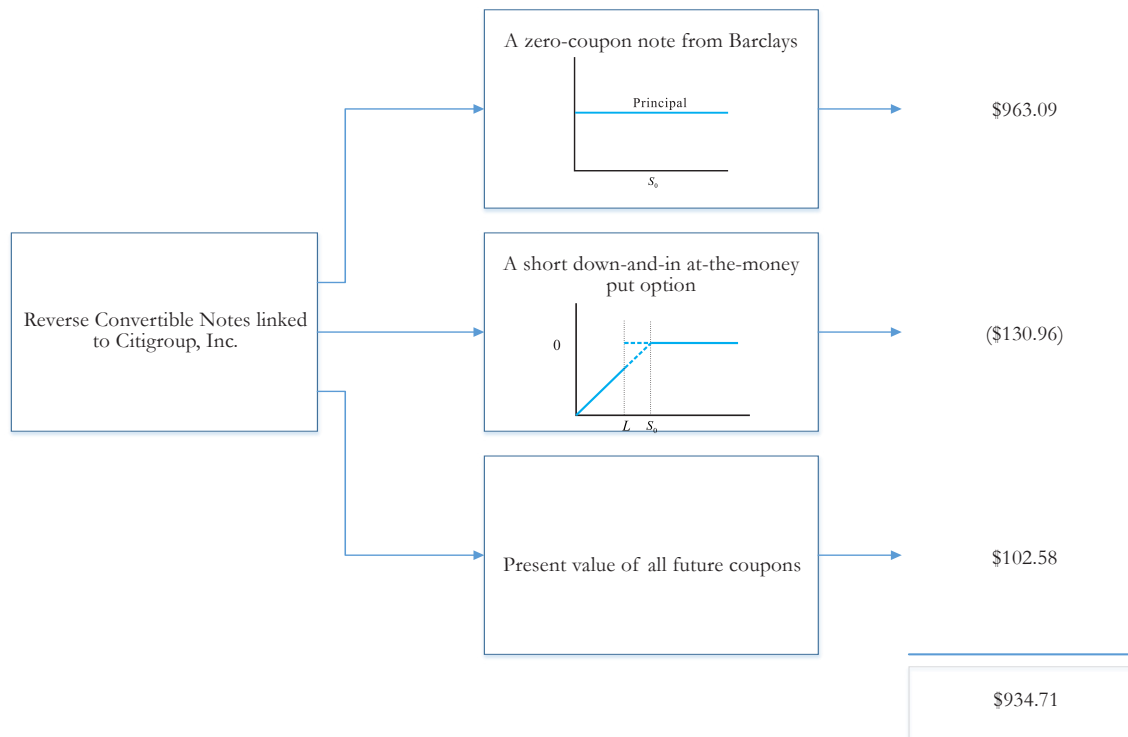 A zero-coupon note from Barclays
Principal
S₀
$963.09
Reverse Convertible Notes linked
to Citigroup, Inc.
A short down-and-in at-the-money
put option
0
L S₀
($130.96)
Present value of all future coupons
$102.58
$934.71